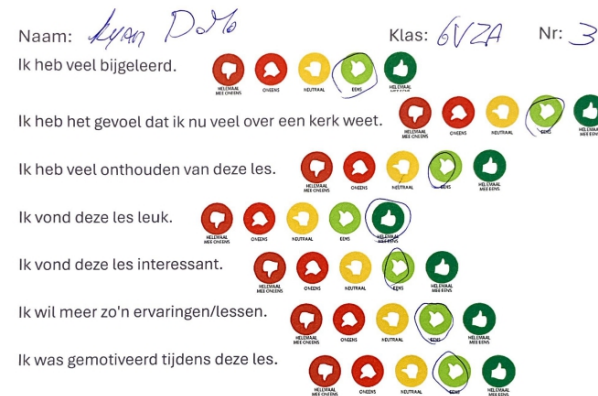 Naam: Ryan Klas: 6VZA Nr: 3
Ik heb veel bijgeleerd.
HELEMAAL MEE ONEENS ONEENS NEUTRAAL EENS HELEMAAL MEE EENS
Ik heb het gevoel dat ik nu veel over een kerk weet.
HELEMAAL MEE ONEENS ONEENS NEUTRAAL EENS HELEMAAL MEE EENS
Ik heb veel onthouden van deze les.
HELEMAAL MEE ONEENS ONEENS NEUTRAAL EENS HELEMAAL MEE EENS
Ik vond deze les leuk.
HELEMAAL MEE ONEENS ONEENS NEUTRAAL EENS HELEMAAL MEE EENS
Ik vond deze les interessant.
HELEMAAL MEE ONEENS ONEENS NEUTRAAL EENS HELEMAAL MEE EENS
Ik wil meer zo'n ervaringen/lessen.
HELEMAAL MEE ONEENS ONEENS NEUTRAAL EENS HELEMAAL MEE EENS
Ik was gemotiveerd tijdens deze les.
HELEMAAL MEE ONEENS ONEENS NEUTRAAL EENS HELEMAAL MEE EENS